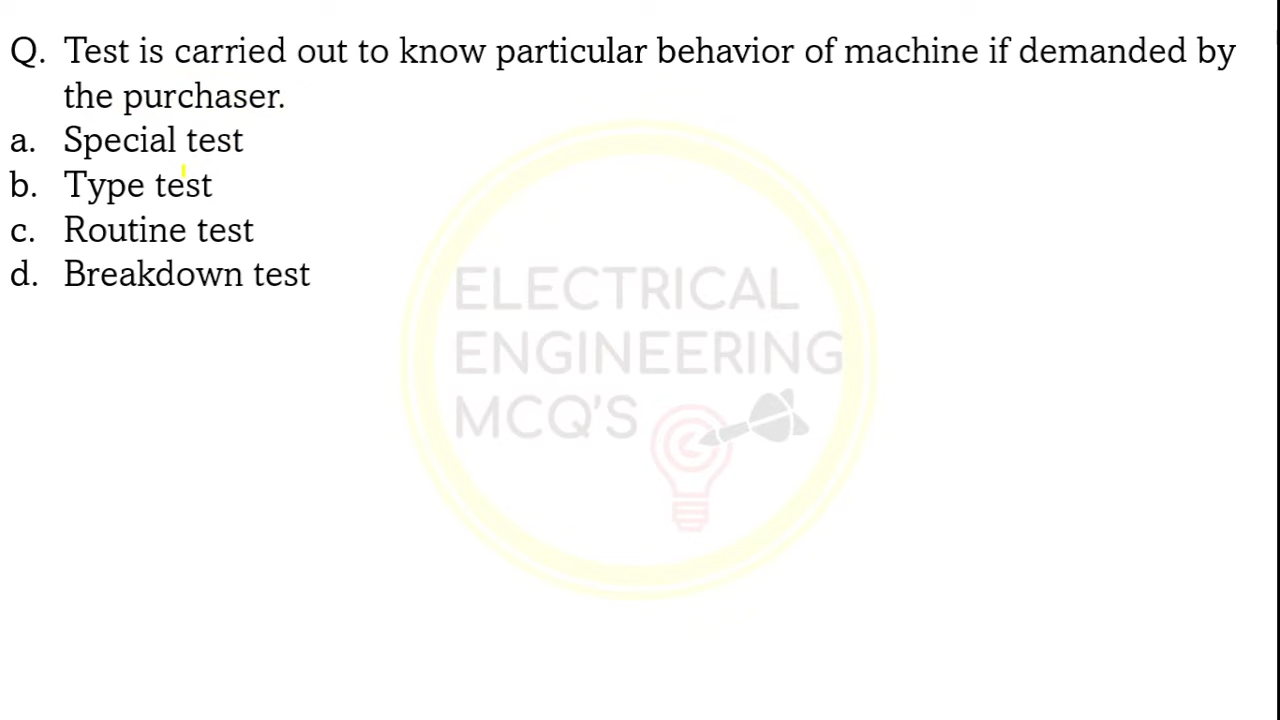 Q. Test is carried out to know particular behavior of machine if demanded by
the purchaser.
a. Special test
b. Type test
c. Routine test
d. Breakdown test
ELECTRICAL
ENGINEERING
MCQ'S